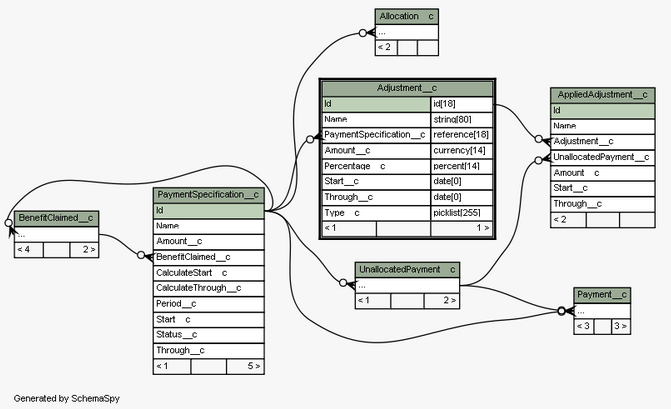 Allocation__c
...
< 2
Adjustment__c
Id id[18]
Name string[80]
PaymentSpecification__c reference[18]
Amount__c currency[14]
Percentage__c percent[14]
Start__c date[0]
Through__c date[0]
Type__c picklist[255]
< 1 1 >
AppliedAdjustment__c
Id
Name
Adjustment__c
UnallocatedPayment__c
Amount__c
Start__c
Through__c
< 2
BenefitClaimed__c
...
< 4 2 >
PaymentSpecification__c
Id
Name
Amount__c
BenefitClaimed__c
CalculateStart__c
CalculateThrough__c
Period__c
Start__c
Status__c
Through__c
< 1 5 >
UnallocatedPayment__c
...
< 1 2 >
Payment__c
...
< 3 3 >
Generated by SchemaSpy